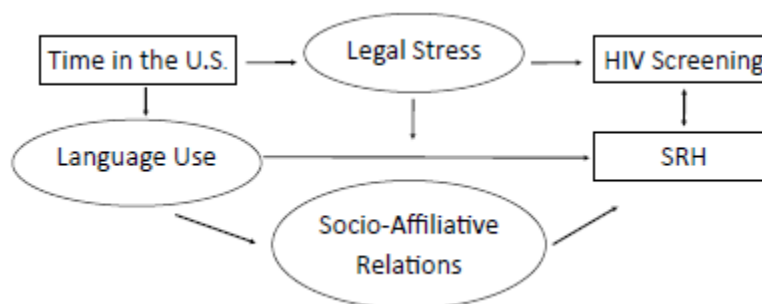 Time in the U.S.
Legal Stress
HIV Screening
Language Use
SRH
Socio-Affiliative
Relations